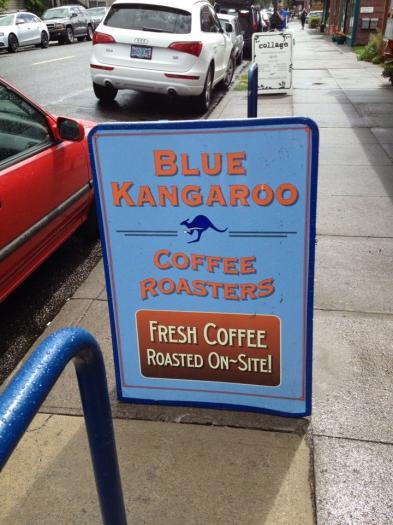 collage
BLUE
KANGAROO
COFFEE
ROASTERS
FRESH COFFEE
ROASTED ON~SITE!